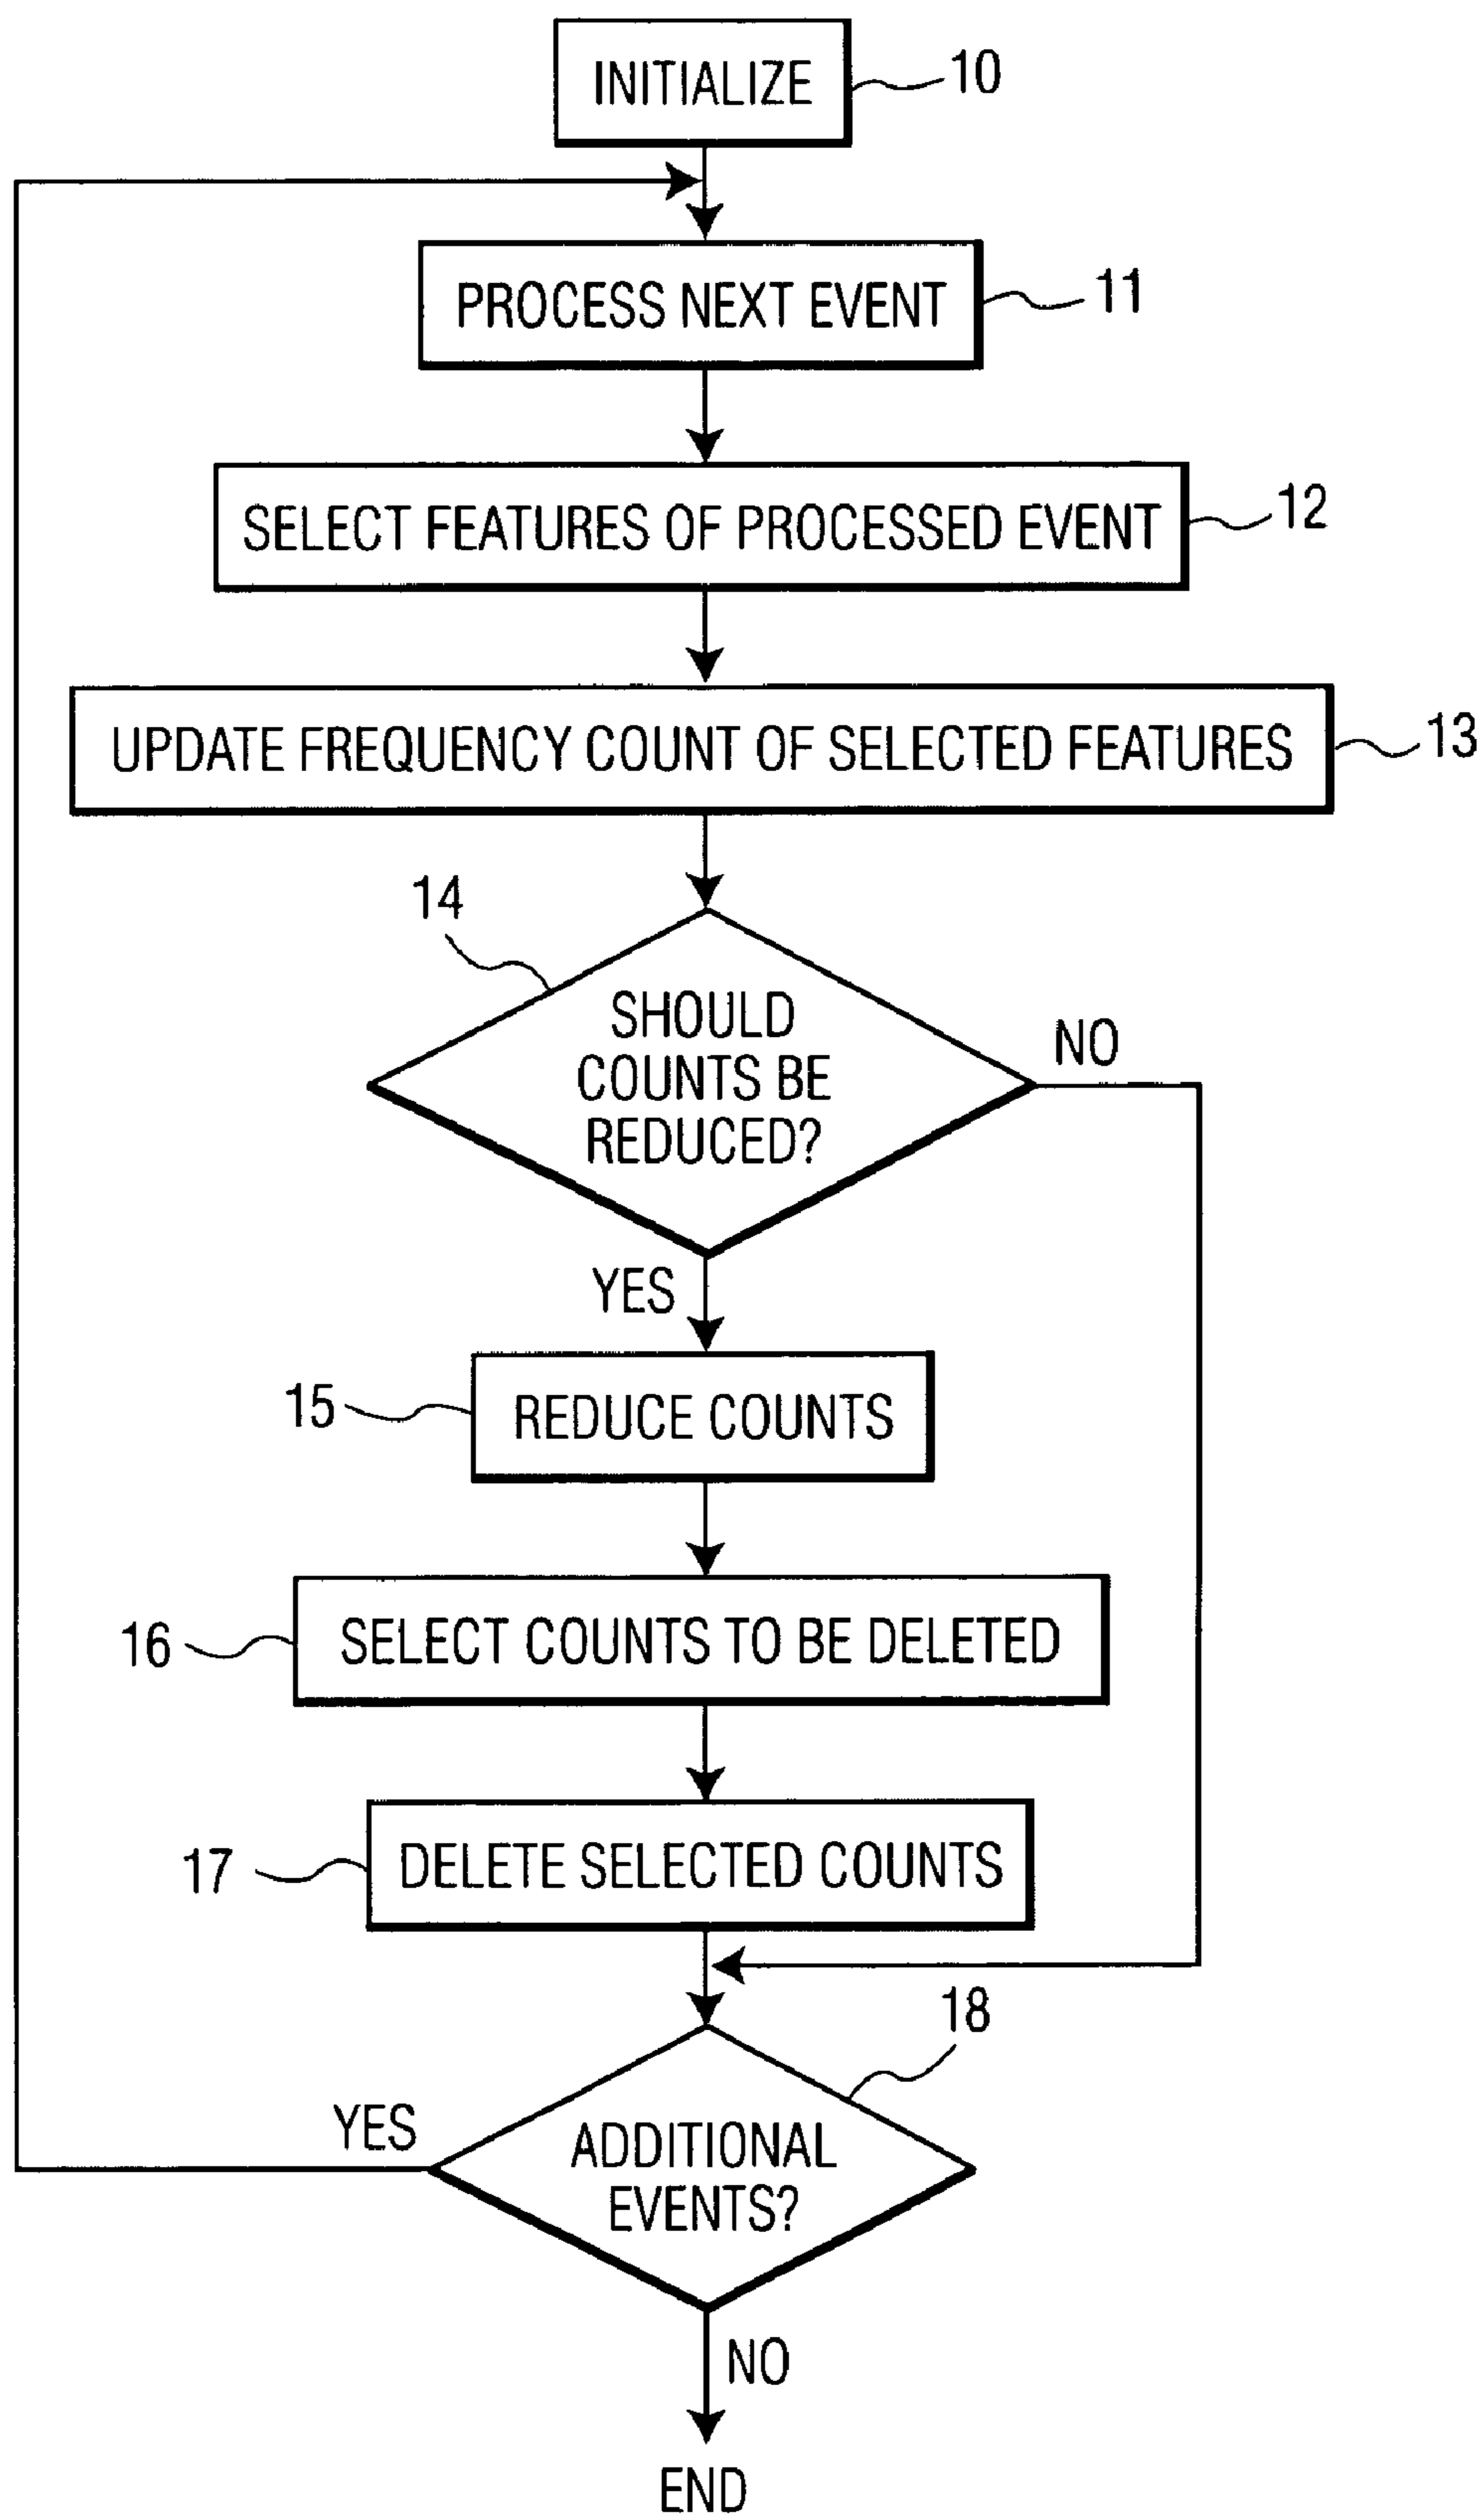 INITIALIZE
10
PROCESS NEXT EVENT
11
SELECT FEATURES OF PROCESSED EVENT
12
UPDATE FREQUENCY COUNT OF SELECTED FEATURES
13
14
SHOULD
COUNTS BE
REDUCED?
NO
YES
15
REDUCE COUNTS
16
SELECT COUNTS TO BE DELETED
17
DELETE SELECTED COUNTS
18
YES
ADDITIONAL
EVENTS?
NO
END